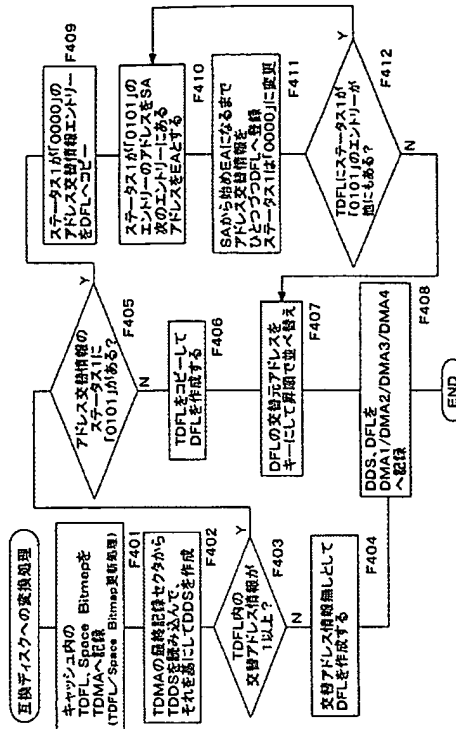 互換ディスクへの変換処理
キャッシュ内の
TDFL, Space Bitmapを
TDMAへ記録
(TDFL/Space Bitmap更新処理)
F401
TDMAの最終記録セクタから
TDDSを読み込んで、
それを基にしてDDSを作成
F402
TDFL内の
交替アドレス情報が
1以上?
F403
Y
N
交替アドレス情報無しとして
DFLを作成する
F404
アドレス交替情報の
ステータス1に
「0101」がある?
F405
Y
N
TDFLをコピーして
DFLを作成する
F406
DFLの交替元アドレスを
キーにして昇順で並べ替え
F407
DDS、DFLを
DMA1/DMA2/DMA3/DMA4
へ記録
F408
END
ステータス1が「0000」の
アドレス交替情報エントリー
をDFLへコピー
F409
ステータス1が「0101」の
エントリーのアドレスをSA
次のエントリーにある
アドレスをEAとする
F410
SAから始めEAになるまで
アドレス交替情報を
ひとつづつDFLへ登録
ステータス1は「0000」に変更
F411
TDFLにステータス1が
「0101」のエントリーが
他にもある?
F412
Y
N